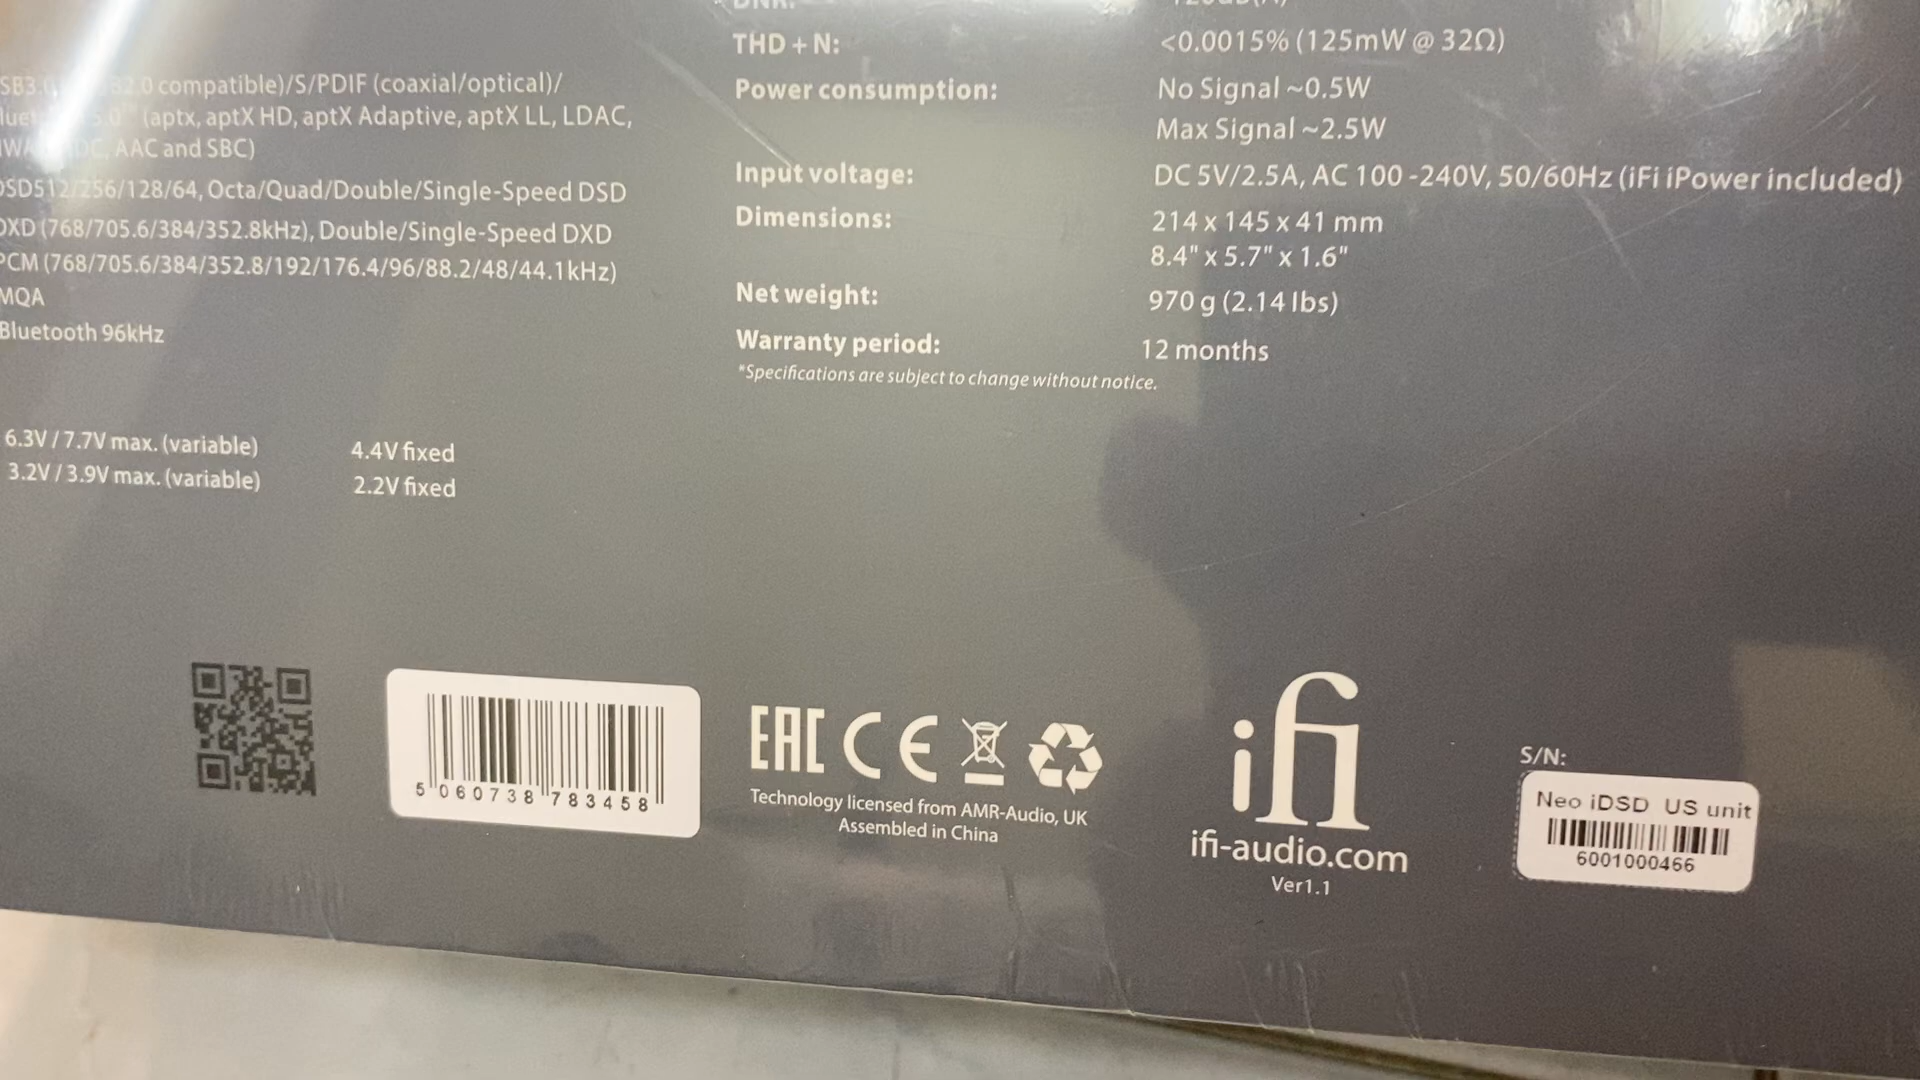 compatible)/S/PDIF (coaxial/optical)/
(aptx, aptX HD, aptX Adaptive, aptX LL, LDAC,
AAC and SBC)
DSD512/256/128/64, Octa/Quad/Double/Single-Speed DSD
DXD (768/705.6/384/352.8kHz), Double/Single-Speed DXD
PCM (768/705.6/384/352.8/192/176.4/96/88.2/48/44.1kHz)
MQA
Bluetooth 96kHz
6.3V / 7.7V max. (variable) 4.4V fixed
3.2V / 3.9V max. (variable) 2.2V fixed
DNR:
THD + N: <0.0015% (125mW @ 32Ω)
Power consumption: No Signal ~0.5W
Max Signal ~2.5W
Input voltage: DC 5V/2.5A, AC 100 -240V, 50/60Hz (iFi iPower included)
Dimensions: 214 x 145 x 41 mm
8.4" x 5.7" x 1.6"
Net weight: 970 g (2.14 lbs)
Warranty period: 12 months
*Specifications are subject to change without notice.
5 060738 783458
EAC CE
Technology licensed from AMR-Audio, UK
Assembled in China
ifi
ifi-audio.com
Ver1.1
S/N:
Neo iDSD US unit
6001000466